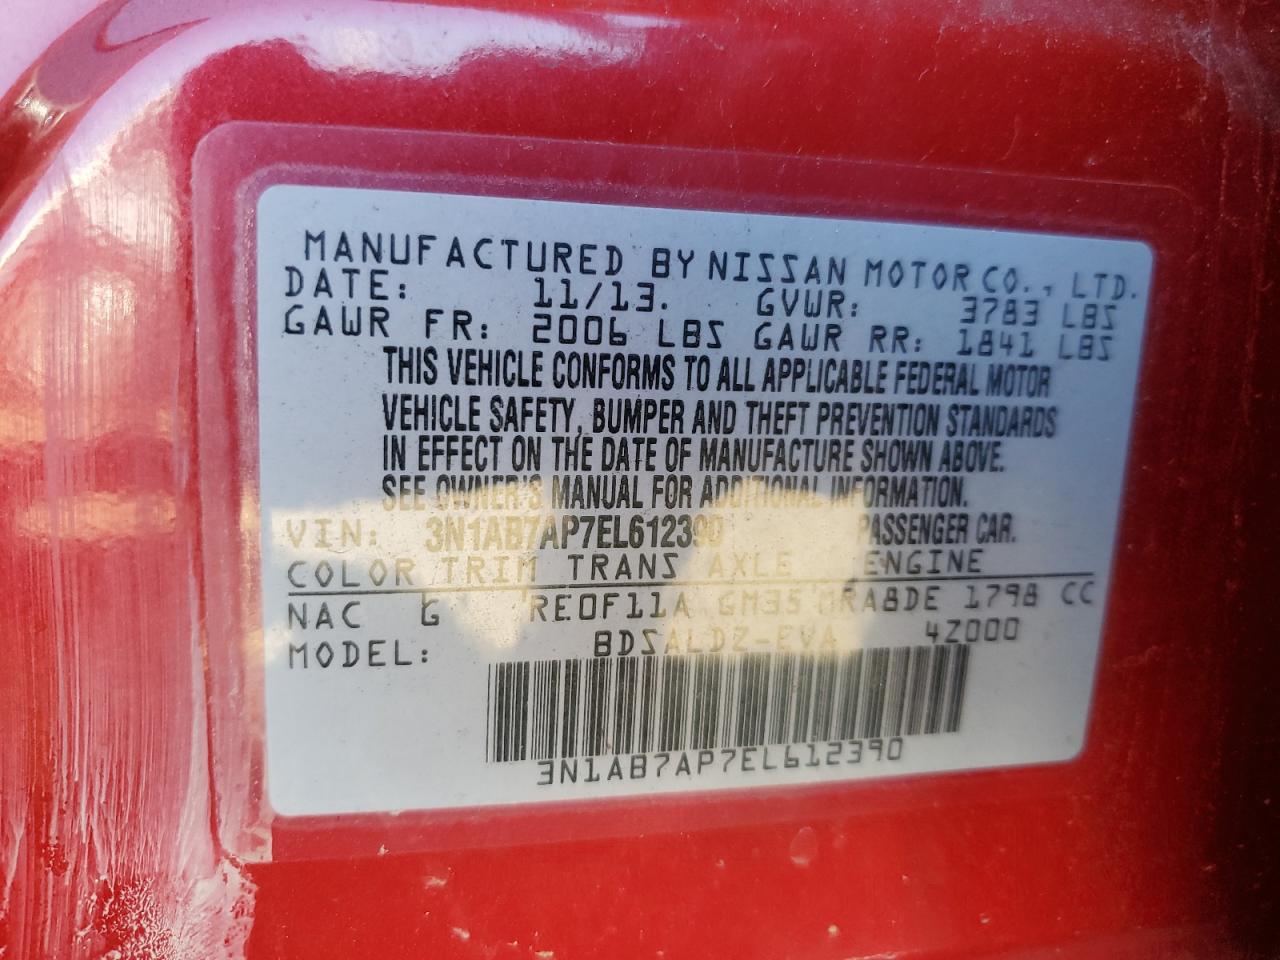 MANUFACTURED BY NISSAN MOTOR CO., LTD.
DATE: 11/13. GVWR: 3783 LBS
GAWR FR: 2006 LBS GAWR RR: 1841 LBS
THIS VEHICLE CONFORMS TO ALL APPLICABLE FEDERAL MOTOR
VEHICLE SAFETY, BUMPER AND THEFT PREVENTION STANDARDS
IN EFFECT ON THE DATE OF MANUFACTURE SHOWN ABOVE.
SEE OWNER'S MANUAL FOR ADDITIONAL INFORMATION.
VIN: 3N1AB7AP7EL612390 PASSENGER CAR.
COLOR TRIM TRANS AXLE ENGINE
NAC G RE0F11A GM35 MRA8DE 1798 CC
MODEL: BDSALDZ-EVA 4Z000
3N1AB7AP7EL612390